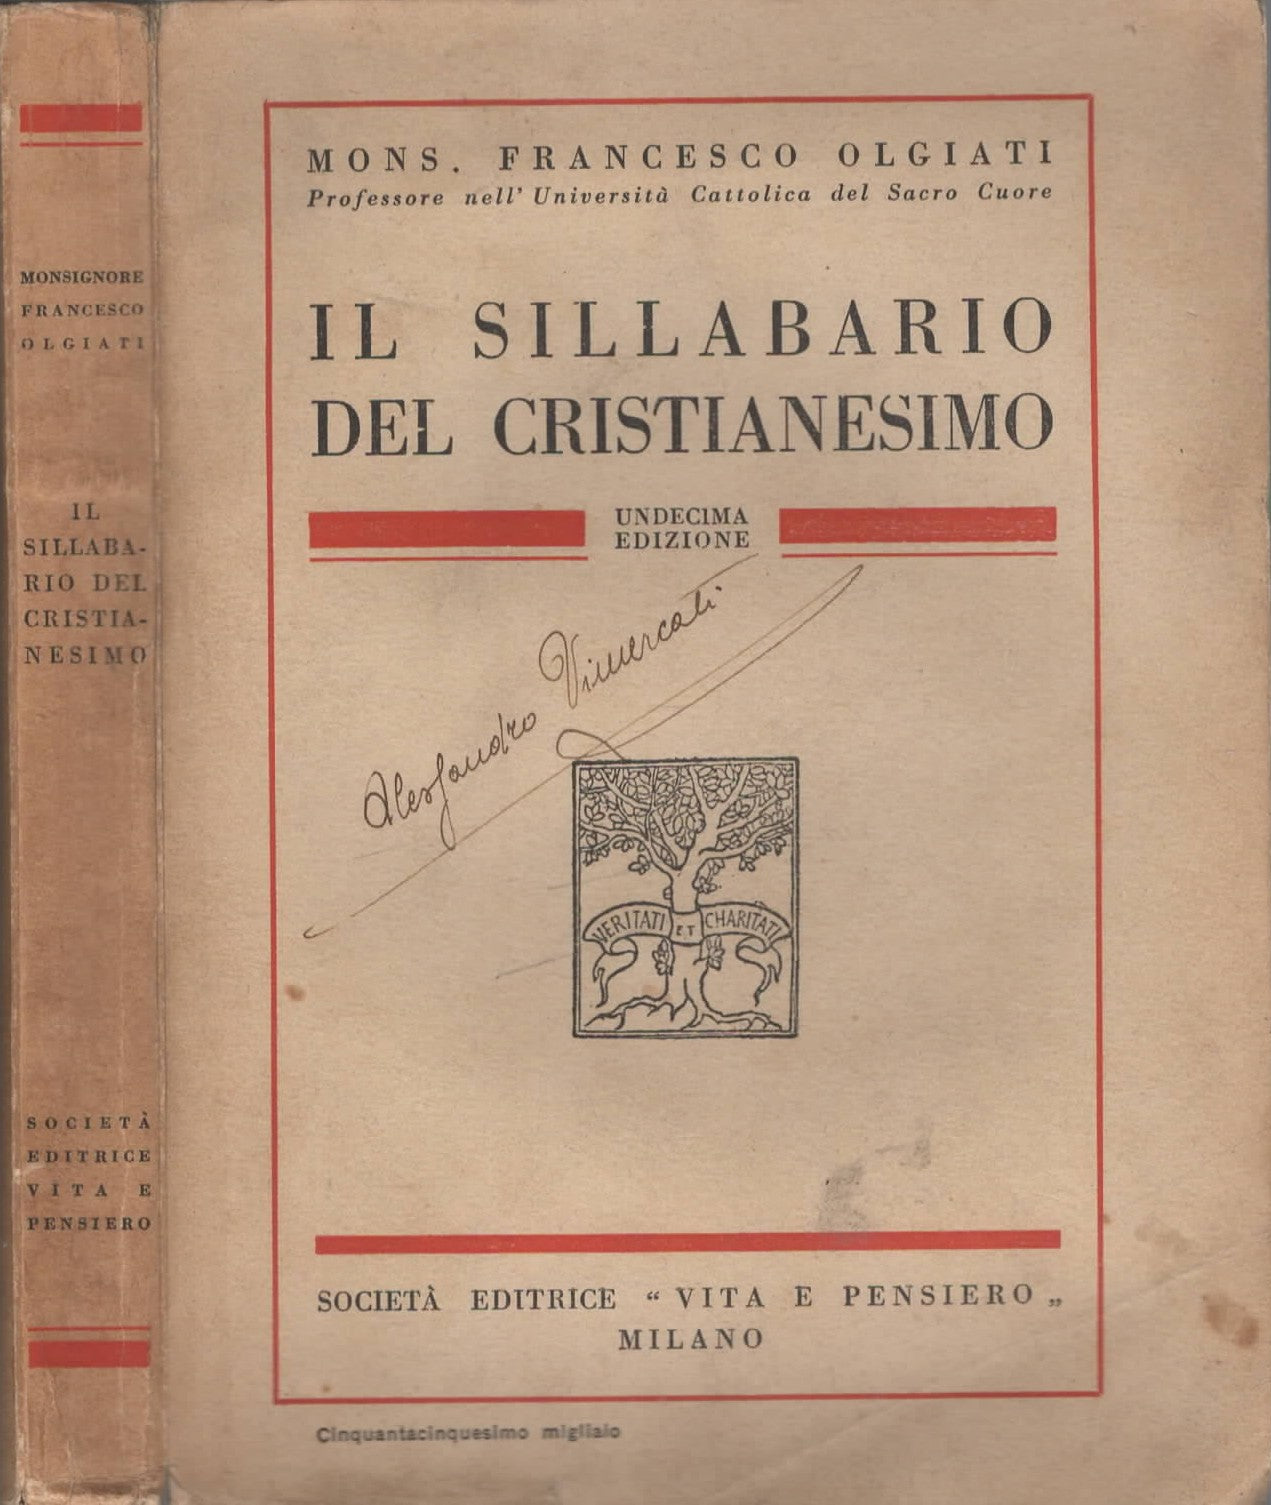 MONSIGNORE
FRANCESCO
OLGIATI
IL
SILLABA-
RIO DEL
CRISTIA-
NESIMO
SOCIETÀ
EDITRICE
VITA E
PENSIERO
MONS. FRANCESCO OLGIATI
Professore nell' Università Cattolica del Sacro Cuore
IL SILLABARIO
DEL CRISTIANESIMO
UNDECIMA
EDIZIONE
Alessandro Vimercati
VERITATI ET CHARITATI
SOCIETÀ EDITRICE “ VITA E PENSIERO „
MILANO
Cinquantacinquesimo migliaio